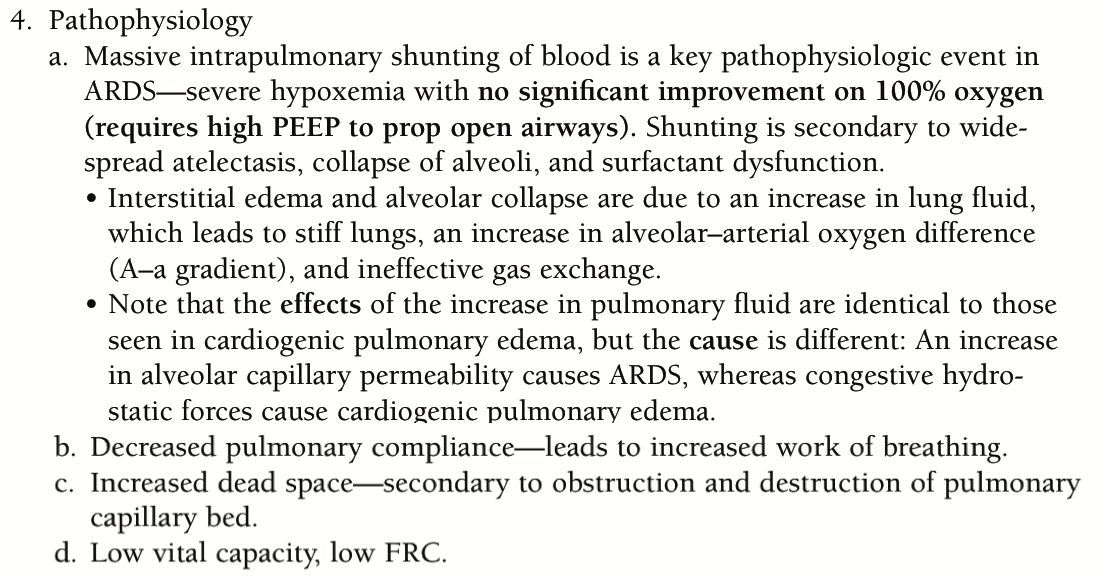 4. Pathophysiology
a. Massive intrapulmonary shunting of blood is a key pathophysiologic event in
ARDS—severe hypoxemia with no significant improvement on 100% oxygen
(requires high PEEP to prop open airways). Shunting is secondary to wide-
spread atelectasis, collapse of alveoli, and surfactant dysfunction.
• Interstitial edema and alveolar collapse are due to an increase in lung fluid,
which leads to stiff lungs, an increase in alveolar–arterial oxygen difference
(A–a gradient), and ineffective gas exchange.
• Note that the effects of the increase in pulmonary fluid are identical to those
seen in cardiogenic pulmonary edema, but the cause is different: An increase
in alveolar capillary permeability causes ARDS, whereas congestive hydro-
static forces cause cardiogenic pulmonary edema.
b. Decreased pulmonary compliance—leads to increased work of breathing.
c. Increased dead space—secondary to obstruction and destruction of pulmonary
capillary bed.
d. Low vital capacity, low FRC.